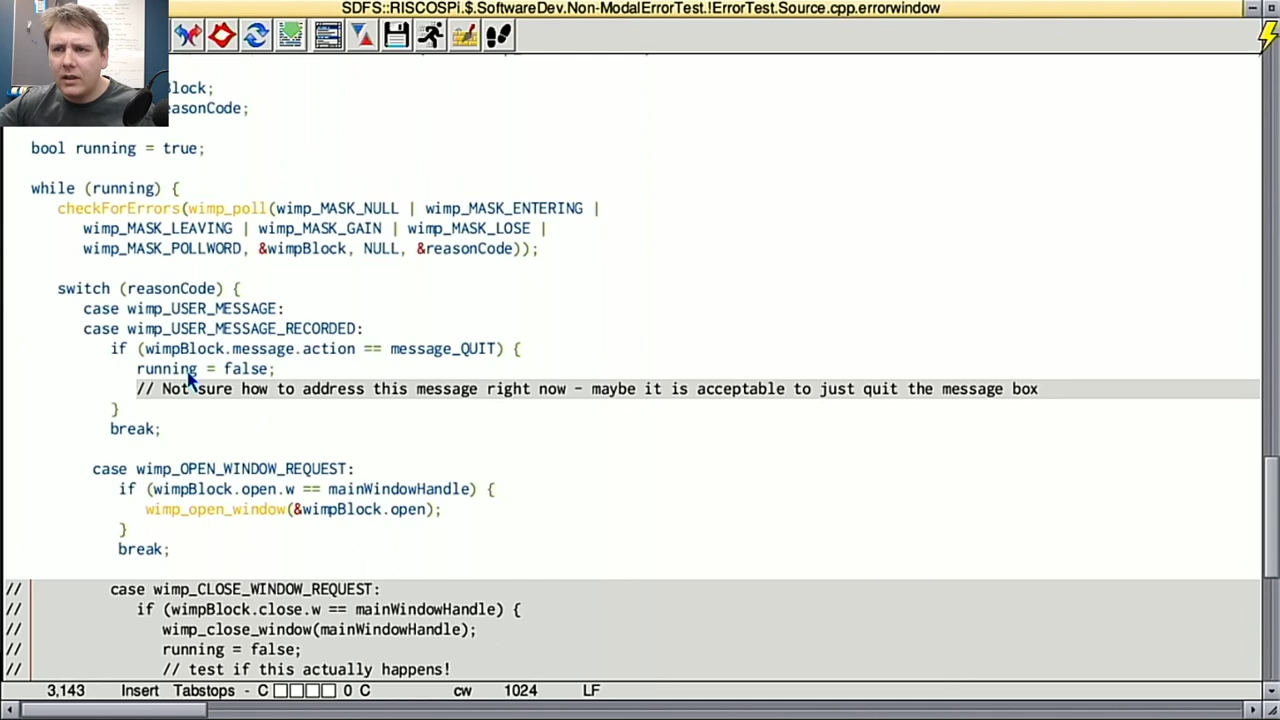 SDFS::RISCOSPi.$.SoftwareDev.Non-ModalErrorTest.!ErrorTest.Source.cpp.errorwindow
lock;
easonCode;
bool running = true;
while (running) {
checkForErrors(wimp_poll(wimp_MASK_NULL | wimp_MASK_ENTERING |
wimp_MASK_LEAVING | wimp_MASK_GAIN | wimp_MASK_LOSE |
wimp_MASK_POLLWORD, &wimpBlock, NULL, &reasonCode));
switch (reasonCode) {
case wimp_USER_MESSAGE:
case wimp_USER_MESSAGE_RECORDED:
if (wimpBlock.message.action == message_QUIT) {
running = false;
// Not sure how to address this message right now - maybe it is acceptable to just quit the message box
}
break;
case wimp_OPEN_WINDOW_REQUEST:
if (wimpBlock.open.w == mainWindowHandle) {
wimp_open_window(&wimpBlock.open);
}
break;
// case wimp_CLOSE_WINDOW_REQUEST:
// if (wimpBlock.close.w == mainWindowHandle) {
// wimp_close_window(mainWindowHandle);
// running = false;
// // test if this actually happens!
3,143 Insert Tabstops - C 0 C cw 1024 LF